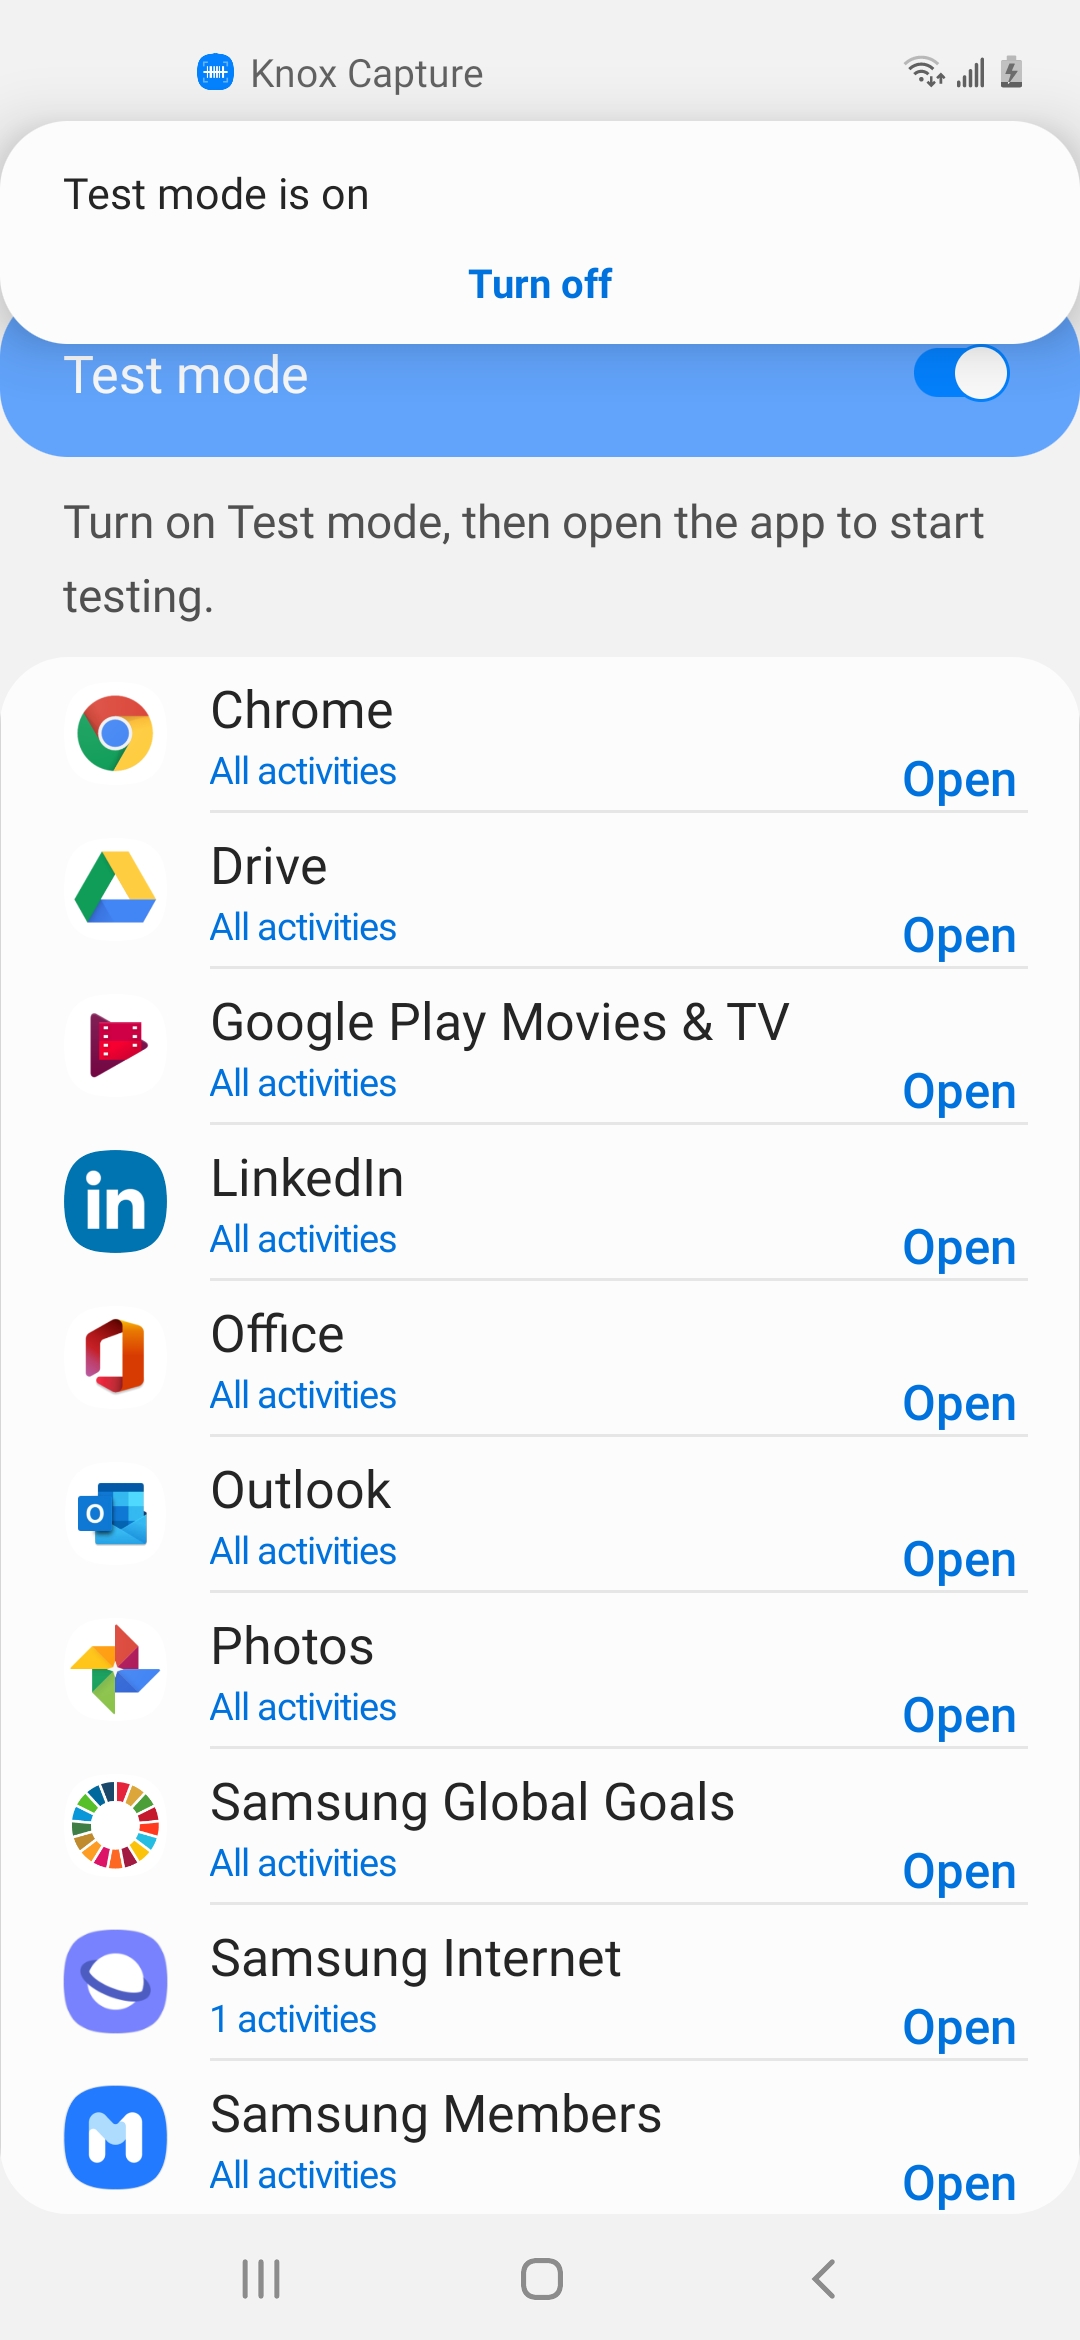 Knox Capture
Test mode is on
Turn off
Test mode
Turn on Test mode, then open the app to start
testing.
Chrome
All activities
Open
Drive
All activities
Open
Google Play Movies & TV
All activities
Open
in
LinkedIn
All activities
Open
Office
All activities
Open
O
Outlook
All activities
Open
Photos
All activities
Open
Samsung Global Goals
All activities
Open
Samsung Internet
1 activities
Open
Samsung Members
All activities
Open